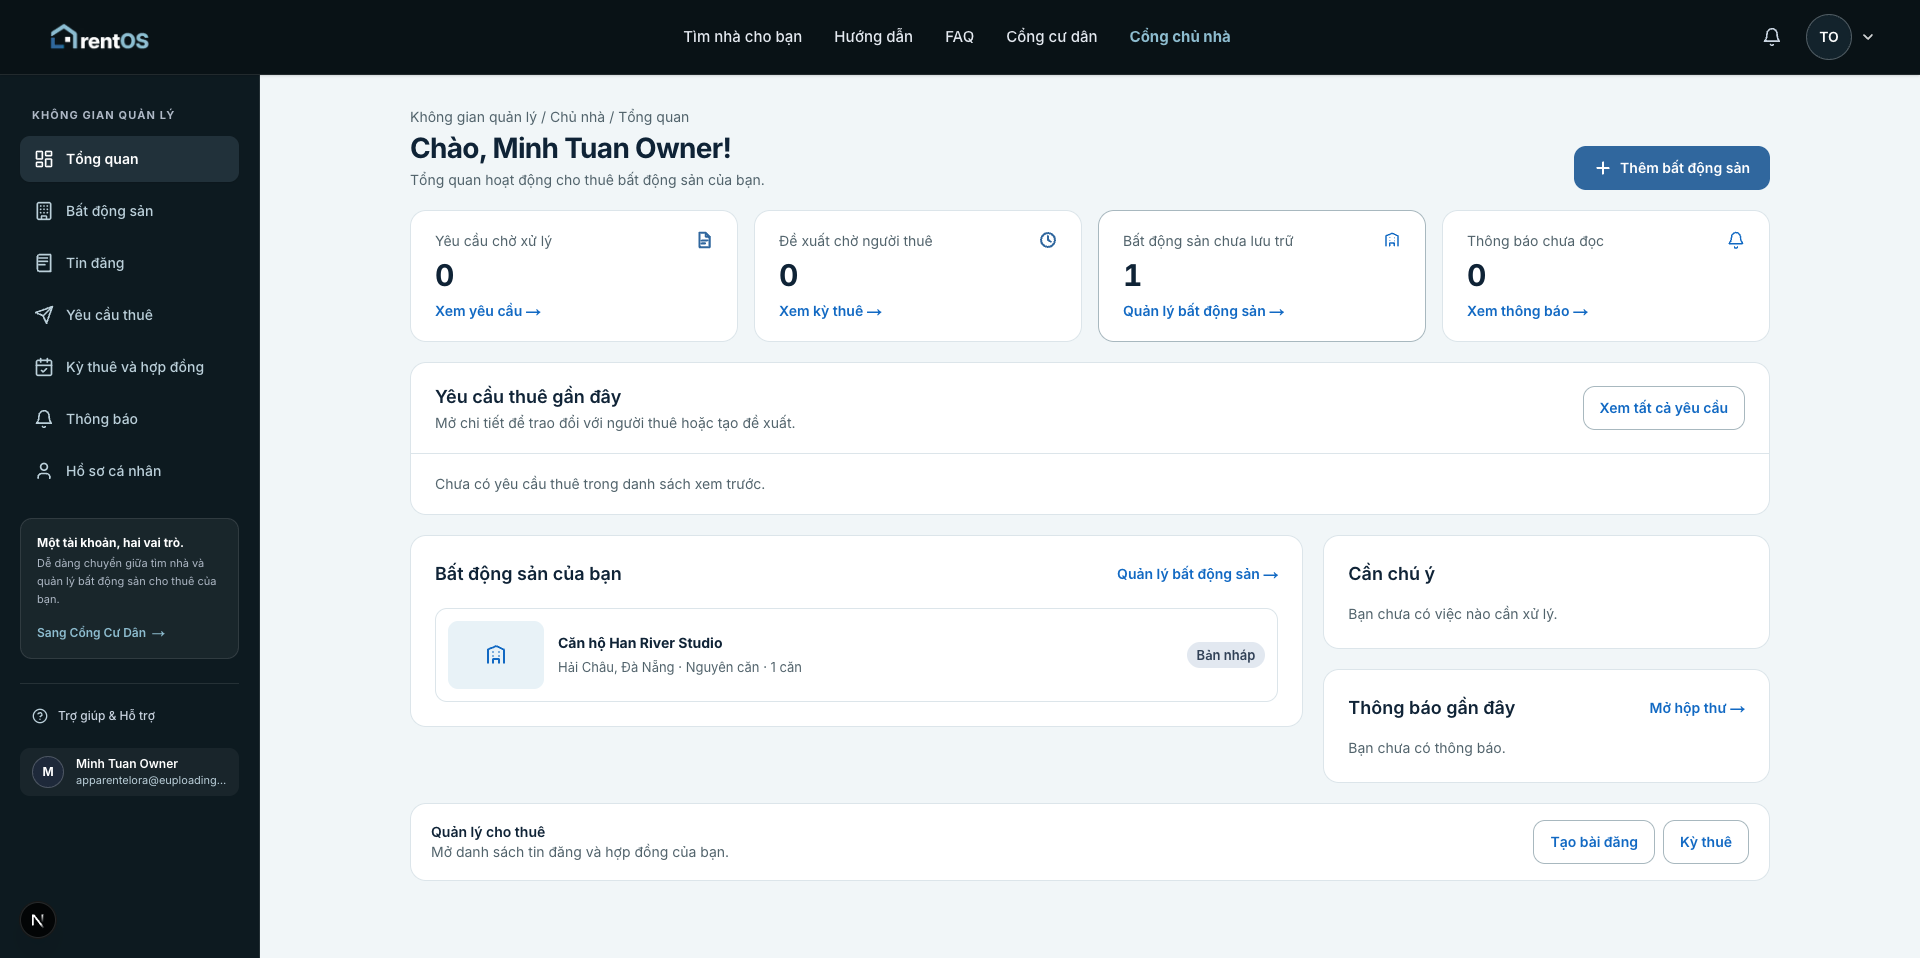 rentOS
Tìm nhà cho bạn
Hướng dẫn
FAQ
Cổng cư dân
Cổng chủ nhà
TO
KHÔNG GIAN QUẢN LÝ
Tổng quan
Bất động sản
Tin đăng
Yêu cầu thuê
Kỳ thuê và hợp đồng
Thông báo
Hồ sơ cá nhân
Một tài khoản, hai vai trò.
Dễ dàng chuyển giữa tìm nhà và
quản lý bất động sản cho thuê của
bạn.
Sang Cổng Cư Dân →
Trợ giúp & Hỗ trợ
M
Minh Tuan Owner
apparentelora@euploading...
N
Không gian quản lý / Chủ nhà / Tổng quan
Chào, Minh Tuan Owner!
Tổng quan hoạt động cho thuê bất động sản của bạn.
+ Thêm bất động sản
Yêu cầu chờ xử lý
0
Xem yêu cầu →
Đề xuất chờ người thuê
0
Xem kỳ thuê →
Bất động sản chưa lưu trữ
1
Quản lý bất động sản →
Thông báo chưa đọc
0
Xem thông báo →
Yêu cầu thuê gần đây
Mở chi tiết để trao đổi với người thuê hoặc tạo đề xuất.
Xem tất cả yêu cầu
Chưa có yêu cầu thuê trong danh sách xem trước.
Bất động sản của bạn
Quản lý bất động sản →
Căn hộ Han River Studio
Hải Châu, Đà Nẵng · Nguyên căn · 1 căn
Bản nháp
Cần chú ý
Bạn chưa có việc nào cần xử lý.
Thông báo gần đây
Mở hộp thư →
Bạn chưa có thông báo.
Quản lý cho thuê
Mở danh sách tin đăng và hợp đồng của bạn.
Tạo bài đăng
Kỳ thuê